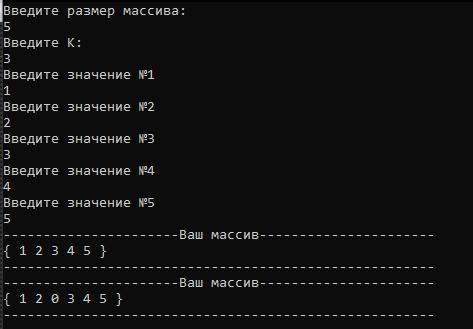 Введите размер массива:
5
Введите K:
3
Введите значение №1
1
Введите значение №2
2
Введите значение №3
3
Введите значение №4
4
Введите значение №5
5
----------------------Ваш массив----------------------
{ 1 2 3 4 5 }
------------------------------------------------------
----------------------Ваш массив----------------------
{ 1 2 0 3 4 5 }
------------------------------------------------------